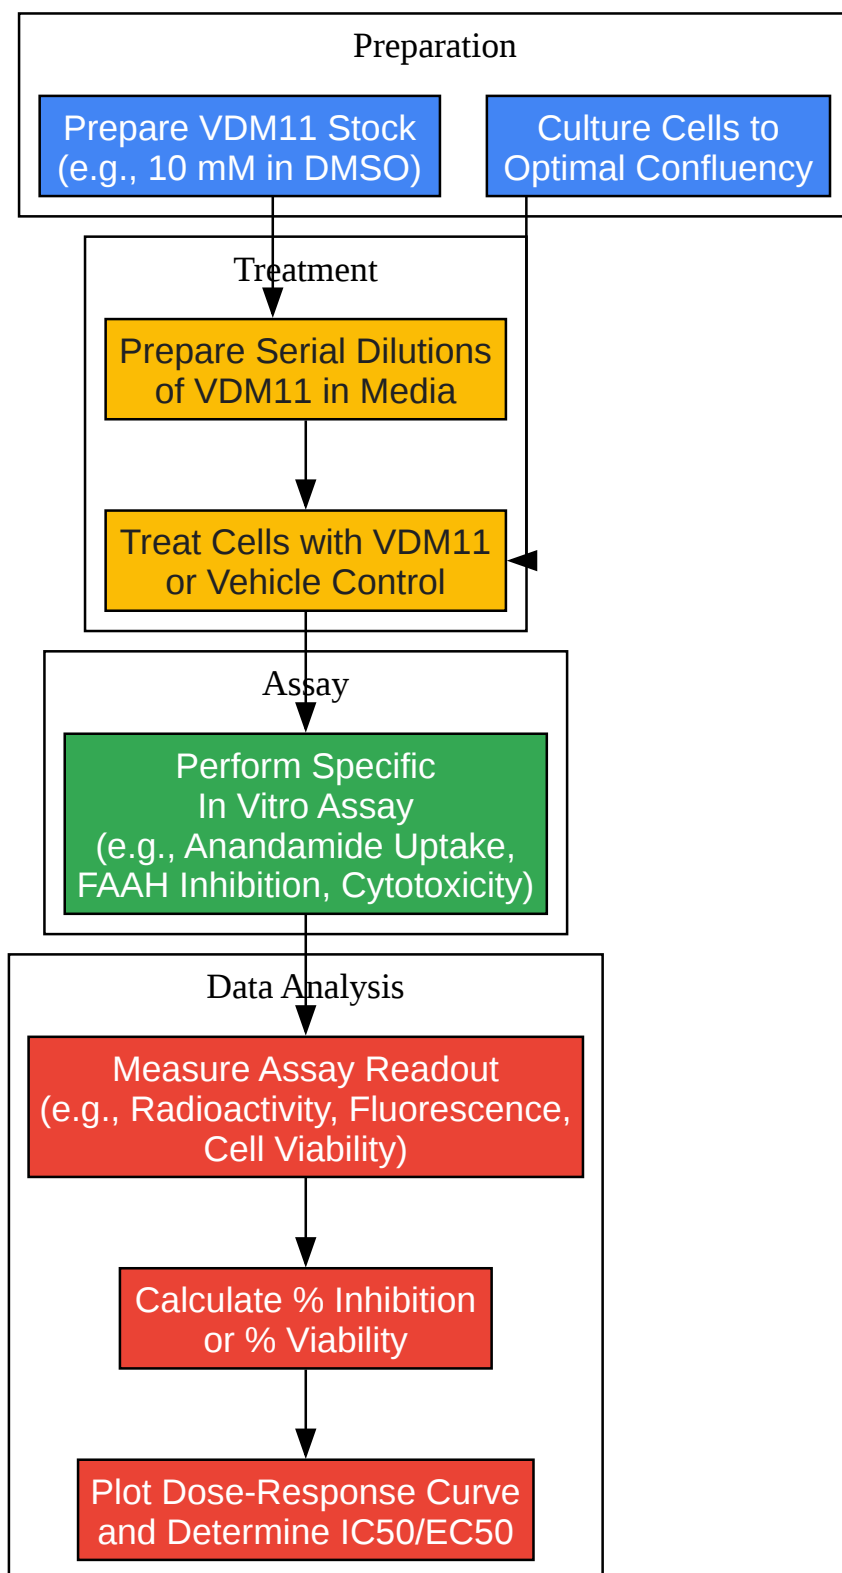 Preparation
Prepare VDM11 Stock
(e.g., 10 mM in DMSO)
Culture Cells to
Optimal Confluency
Treatment
Prepare Serial Dilutions
of VDM11 in Media
Treat Cells with VDM11
or Vehicle Control
Assay
Perform Specific
In Vitro Assay
(e.g., Anandamide Uptake,
FAAH Inhibition, Cytotoxicity)
Data Analysis
Measure Assay Readout
(e.g., Radioactivity, Fluorescence,
Cell Viability)
Calculate % Inhibition
or % Viability
Plot Dose-Response Curve
and Determine IC50/EC50